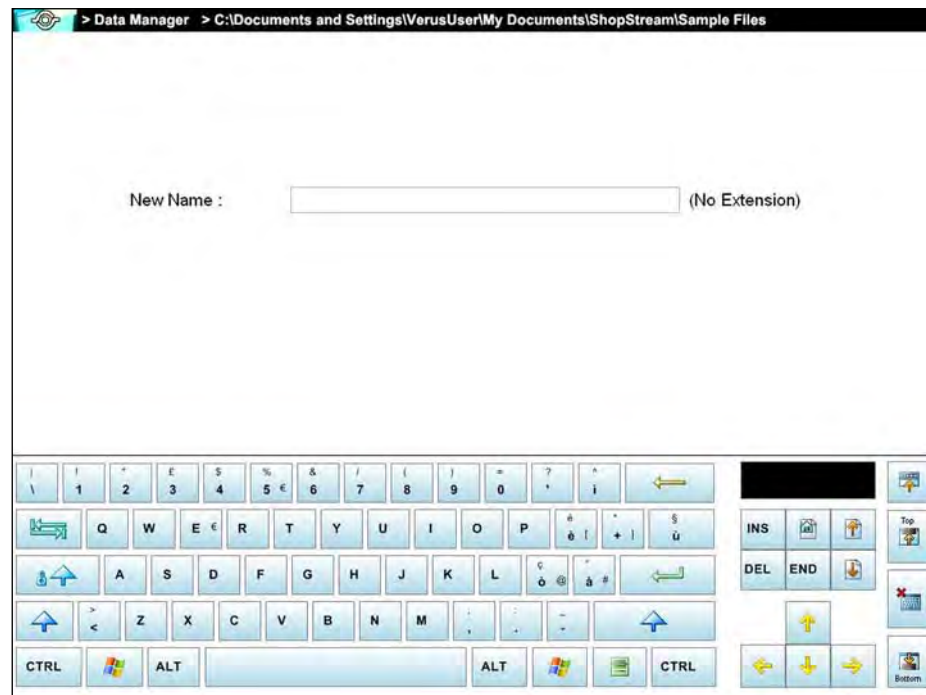 > Data Manager > C:\Documents and Settings\VerusUser\My Documents\ShopStream\Sample Files
New Name :
(No Extension)
| ! " £ $ % & / ( ) = ? ^
\ 1 2 3 4 5 € 6 7 8 9 0 ' ì
Q W E € R T Y U I O P é è [ * + ] § ù
INS
Top
A S D F G H J K L ç ò @ ° à #
DEL END
> < Z X C V B N M ; , : . _ -
CTRL ALT ALT CTRL
Bottom